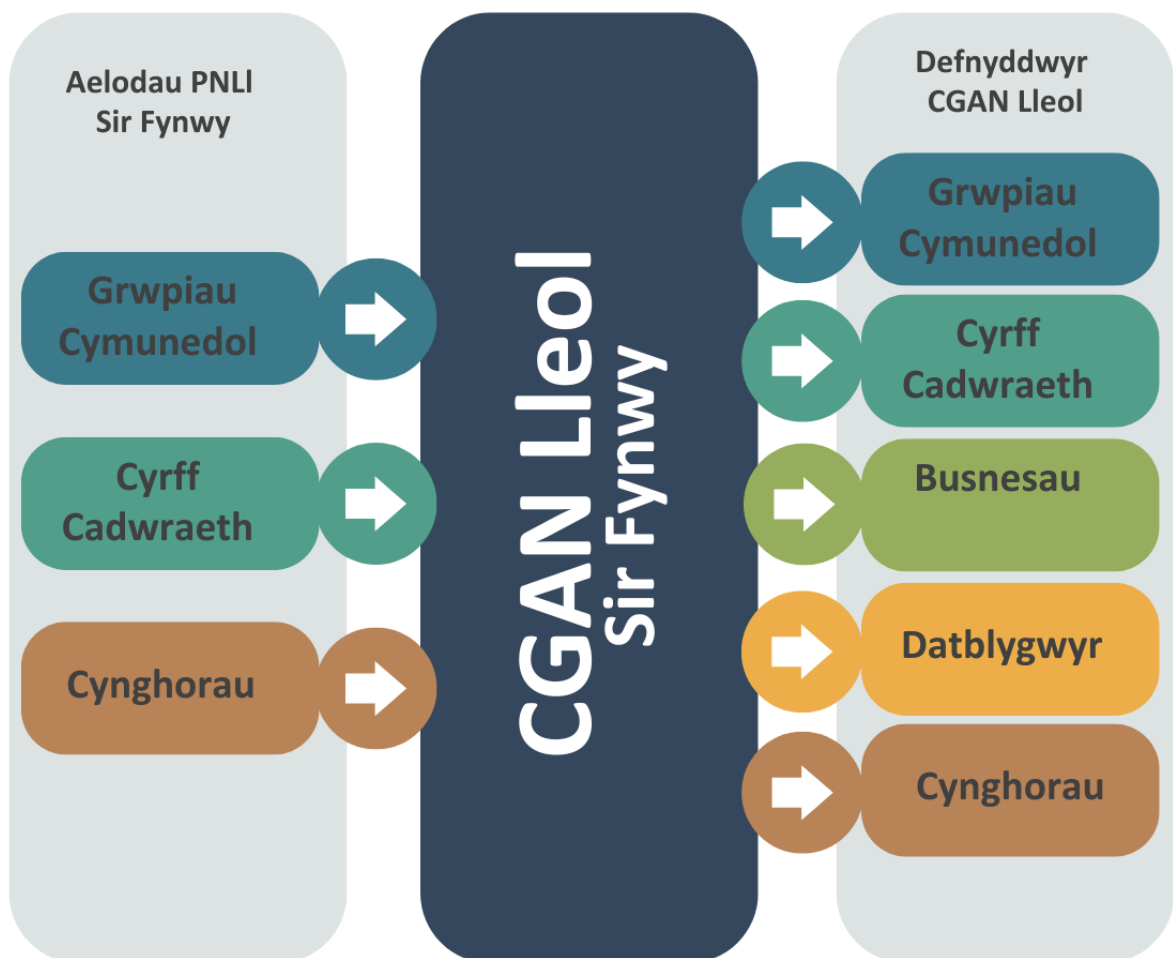 Aelodau PNLl
Sir Fynwy
Grwpiau
Cymunedol
Cyrff
Cadwraeth
Cynghorau
CGAN Lleol
Sir Fynwy
Defnyddwyr
CGAN Lleol
Grwpiau
Cymunedol
Cyrff
Cadwraeth
Busnesau
Datblygwyr
Cynghorau